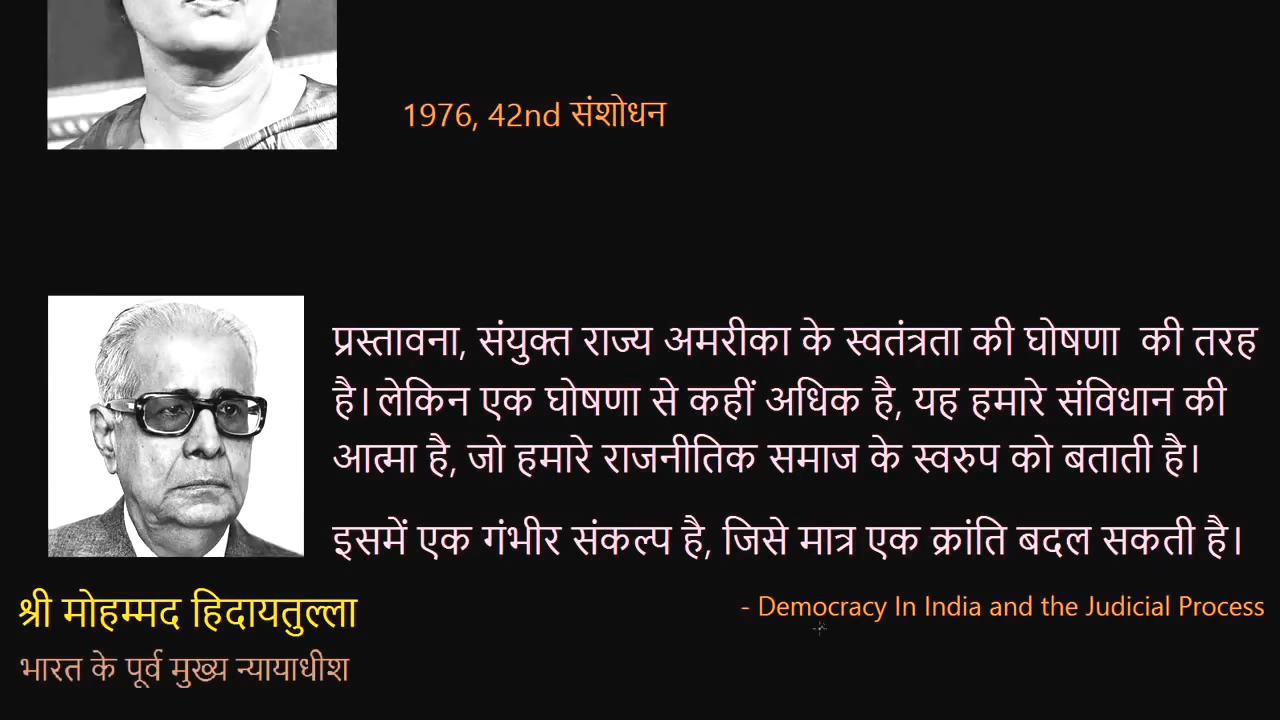 1976, 42nd संशोधन
प्रस्तावना, संयुक्त राज्य अमरीका के स्वतंत्रता की घोषणा की तरह
है। लेकिन एक घोषणा से कहीं अधिक है, यह हमारे संविधान की
आत्मा है, जो हमारे राजनीतिक समाज के स्वरुप को बताती है।
इसमें एक गंभीर संकल्प है, जिसे मात्र एक क्रांति बदल सकती है।
- Democracy In India and the Judicial Process
श्री मोहम्मद हिदायतुल्ला
भारत के पूर्व मुख्य न्यायाधीश